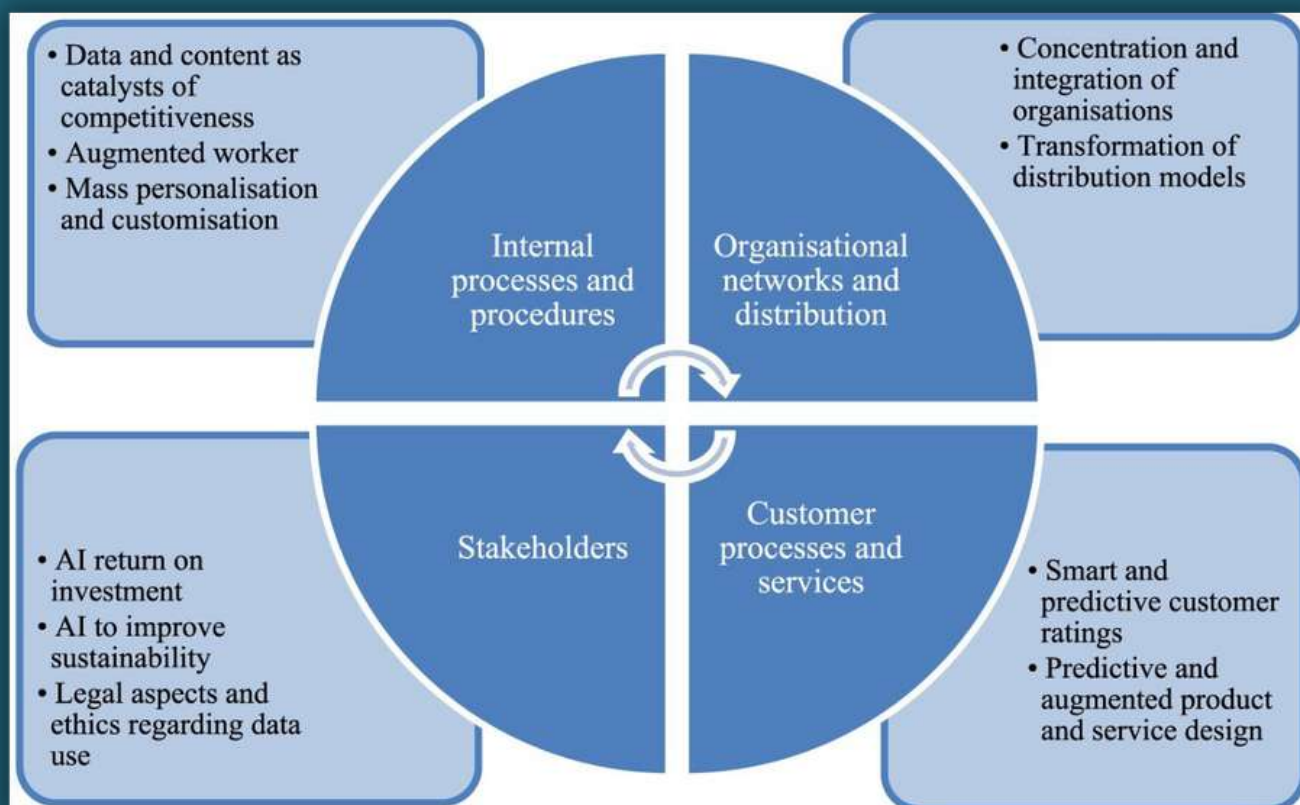 • Data and content as
catalysts of
competitiveness
• Augmented worker
• Mass personalisation
and customisation
• Concentration and
integration of
organisations
• Transformation of
distribution models
Internal
processes and
procedures
Organisational
networks and
distribution
Stakeholders
Customer
processes and
services
• AI return on
investment
• AI to improve
sustainability
• Legal aspects and
ethics regarding data
use
• Smart and
predictive customer
ratings
• Predictive and
augmented product
and service design